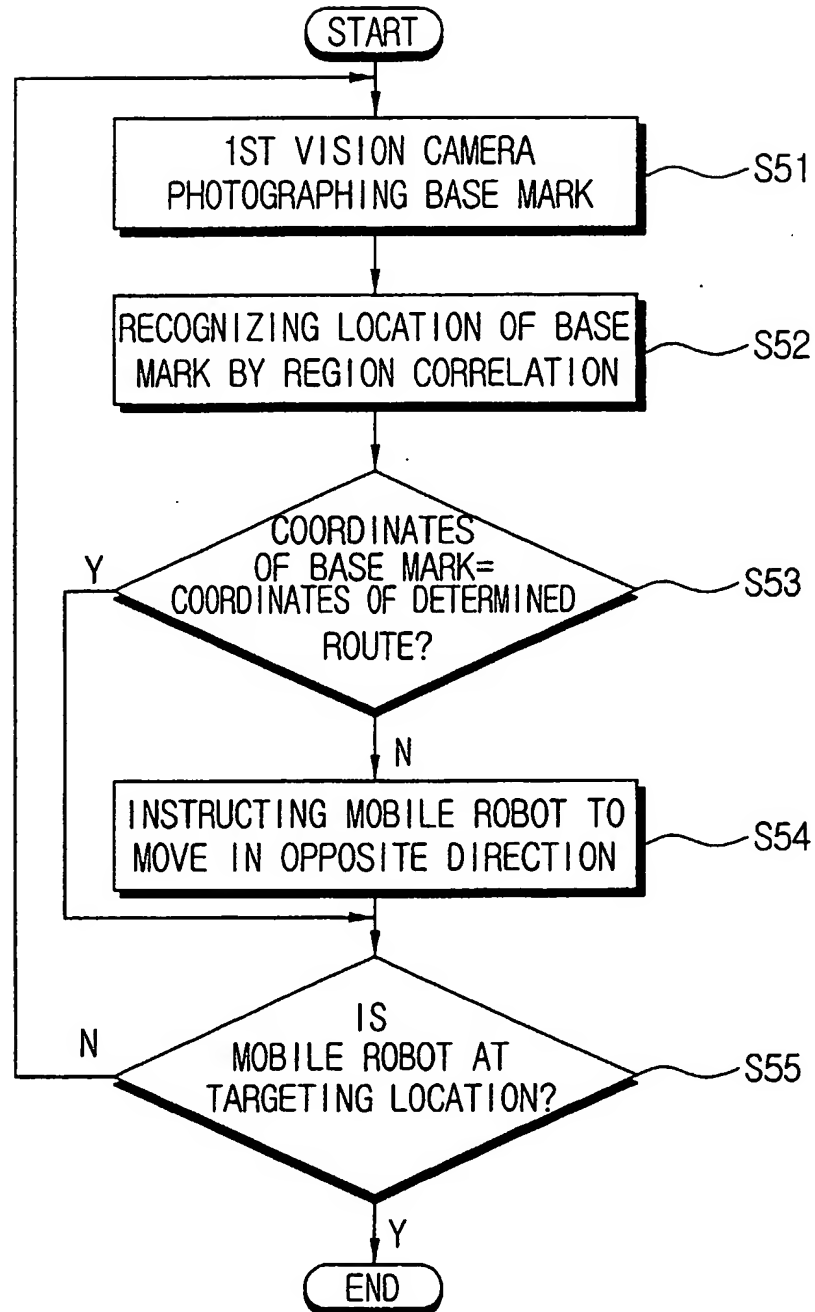 START
1ST VISION CAMERA
PHOTOGRAPHING BASE MARK
S51
RECOGNIZING LOCATION OF BASE
MARK BY REGION CORRELATION
S52
COORDINATES
OF BASE MARK=
COORDINATES OF DETERMINED
ROUTE?
Y
S53
N
INSTRUCTING MOBILE ROBOT TO
MOVE IN OPPOSITE DIRECTION
S54
IS
MOBILE ROBOT AT
TARGETING LOCATION?
N
S55
Y
END